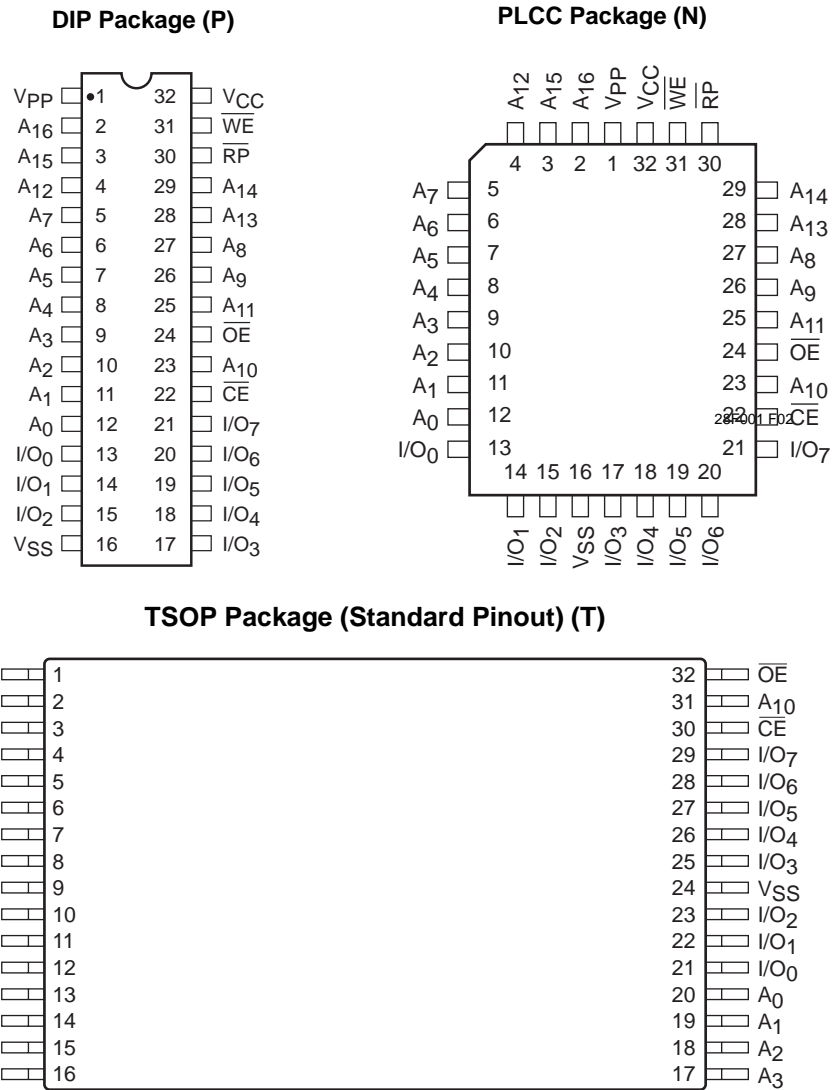 DIP Package (P)
VPP 1 32 VCC
A16 2 31 WE
A15 3 30 RP
A12 4 29 A14
A7 5 28 A13
A6 6 27 A8
A5 7 26 A9
A4 8 25 A11
A3 9 24 OE
A2 10 23 A10
A1 11 22 CE
A0 12 21 I/O7
I/O0 13 20 I/O6
I/O1 14 19 I/O5
I/O2 15 18 I/O4
VSS 16 17 I/O3
PLCC Package (N)
A12 A15 A16 VPP VCC WE RP
4 3 2 1 32 31 30
A7 5 29 A14
A6 6 28 A13
A5 7 27 A8
A4 8 26 A9
A3 9 25 A11
A2 10 24 OE
A1 11 23 A10
A0 12 22 CE
28F001 F02
I/O0 13 21 I/O7
14 15 16 17 18 19 20
I/O1 I/O2 VSS I/O3 I/O4 I/O5 I/O6
TSOP Package (Standard Pinout) (T)
1 32 OE
2 31 A10
3 30 CE
4 29 I/O7
5 28 I/O6
6 27 I/O5
7 26 I/O4
8 25 I/O3
9 24 VSS
10 23 I/O2
11 22 I/O1
12 21 I/O0
13 20 A0
14 19 A1
15 18 A2
16 17 A3